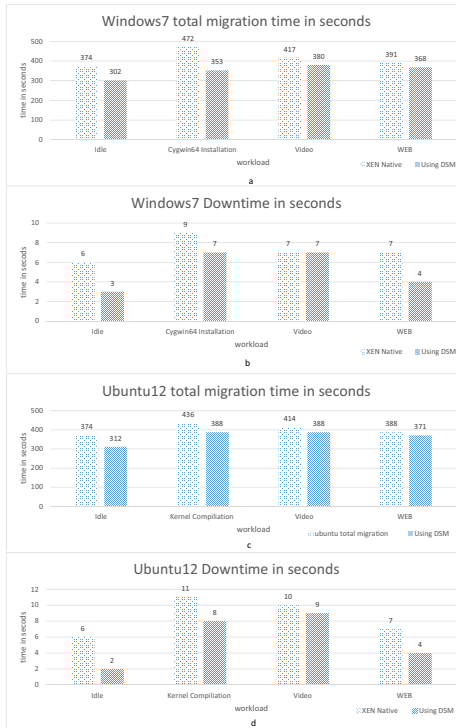 Windows7 total migration time in seconds
time in seconds
500
400
300
200
100
0
374
302
472
353
417
380
391
368
Idle
Cygwin64 Installation
Video
WEB
workload
XEN Native
Using DSM
a
Windows7 Downtime in seconds
time in secods
10
8
6
4
2
0
6
3
9
7
7
7
7
4
Idle
Cygwin64 Installation
Video
WEB
workload
XEN Native
Using DSM
b
Ubuntu12 total migration time in seconds
time in secods
500
400
300
200
100
0
374
312
436
388
414
388
388
371
Idle
Kernel Compiliation
Video
WEB
workload
ubuntu total migration
Using DSM
c
Ubuntu12 Downtime in seconds
time in secods
12
10
8
6
4
2
0
6
2
11
8
10
9
7
4
Idle
Kernel Compiliation
Video
WEB
workload
XEN Native
Using DSM
d